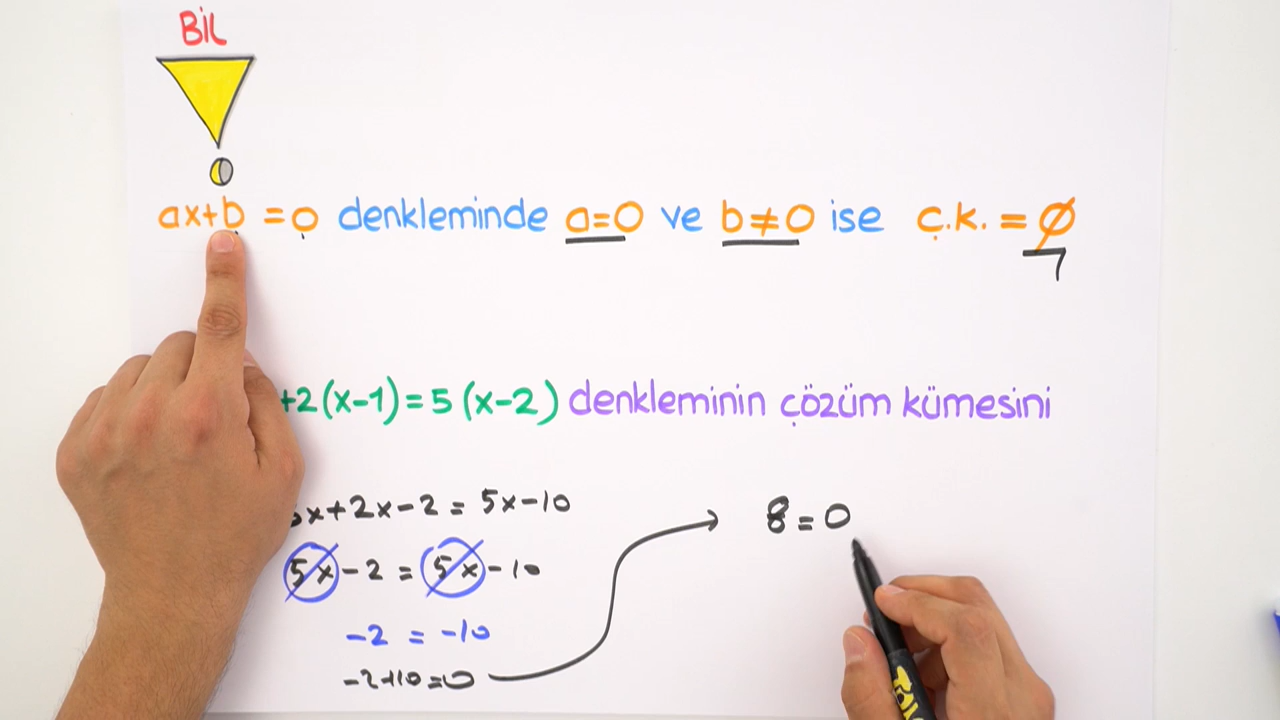 BİL
ax+b = 0 denkleminde a=0 ve b≠0 ise ç.k. = ∅
+2(x-1)=5(x-2) denkleminin çözüm kümesini
x+2x-2 = 5x-10
8=0
5x-2 = 5x-10
-2 = -10
-2+10=0